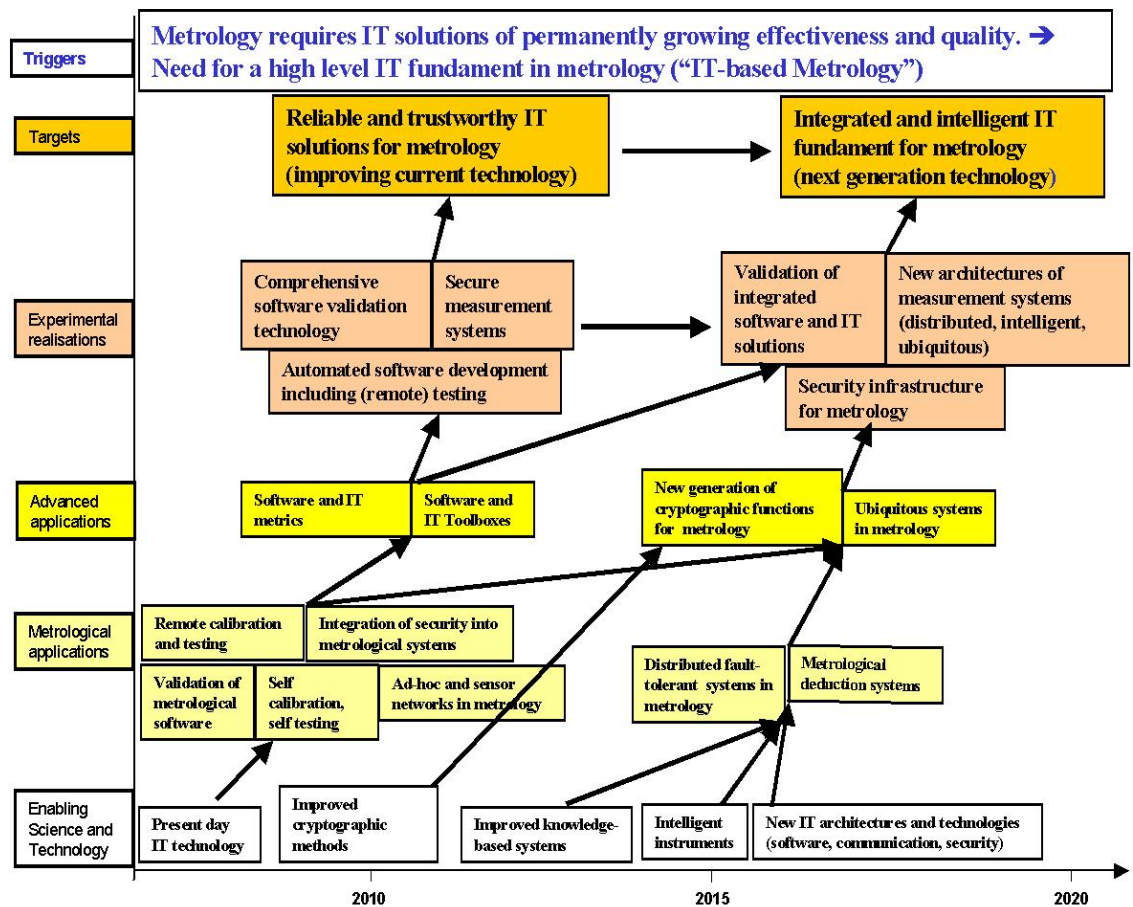 Triggers
Metrology requires IT solutions of permanently growing effectiveness and quality. ➔
Need for a high level IT fundament in metrology (“IT-based Metrology”)
Targets
Reliable and trustworthy IT
solutions for metrology
(improving current technology)
Integrated and intelligent IT
fundament for metrology
(next generation technology)
Experimental
realisations
Comprehensive
software validation
technology
Secure
measurement
systems
Automated software development
including (remote) testing
Validation of
integrated
software and IT
solutions
New architectures of
measurement systems
(distributed, intelligent,
ubiquitous)
Security infrastructure
for metrology
Advanced
applications
Software and IT
metrics
Software and
IT Toolboxes
New generation of
cryptographic functions
for metrology
Ubiquitous systems
in metrology
Metrological
applications
Remote calibration
and testing
Integration of security into
metrological systems
Validation of
metrological
software
Self
calibration,
self testing
Ad-hoc and sensor
networks in metrology
Distributed fault-
tolerant systems in
metrology
Metrological
deduction systems
Enabling
Science and
Technology
Present day
IT technology
Improved
cryptographic
methods
Improved knowledge-
based systems
Intelligent
instruments
New IT architectures and technologies
(software, communication, security)
2010
2015
2020